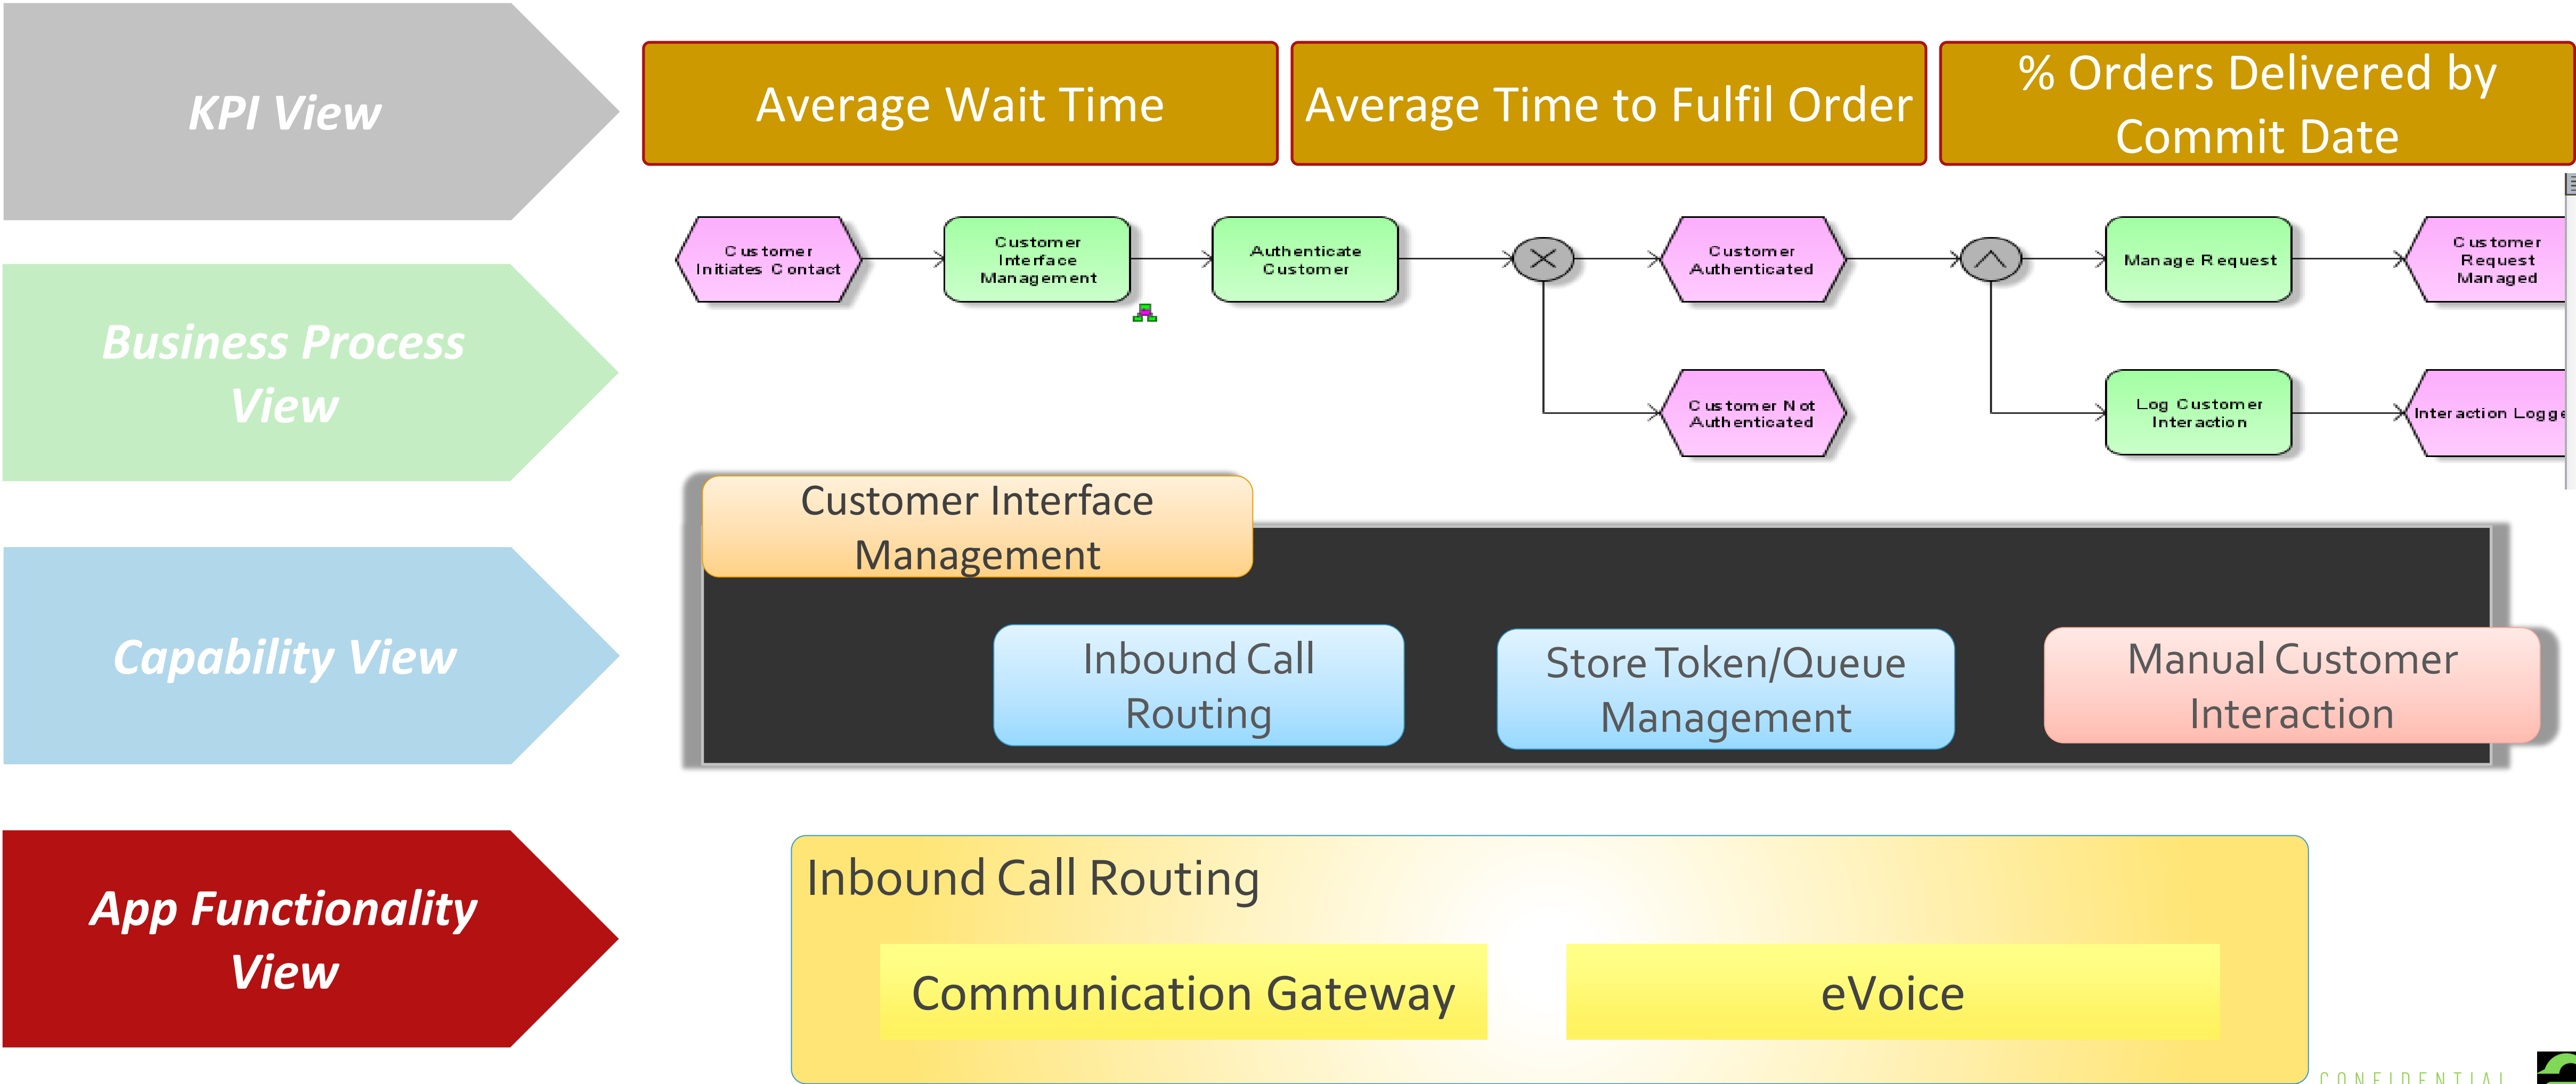 KPI View
Average Wait Time
Average Time to Fulfil Order
% Orders Delivered by
Commit Date
Business Process
View
Customer
Initiates Contact
Customer
Interface
Management
Authenticate
Customer
Customer
Authenticated
Manage Request
Customer
Request
Managed
Customer Not
Authenticated
Log Customer
Interaction
Interaction Logge
Capability View
Customer Interface
Management
Inbound Call
Routing
Store Token/Queue
Management
Manual Customer
Interaction
App Functionality
View
Inbound Call Routing
Communication Gateway
eVoice
CONFIDENTIAL